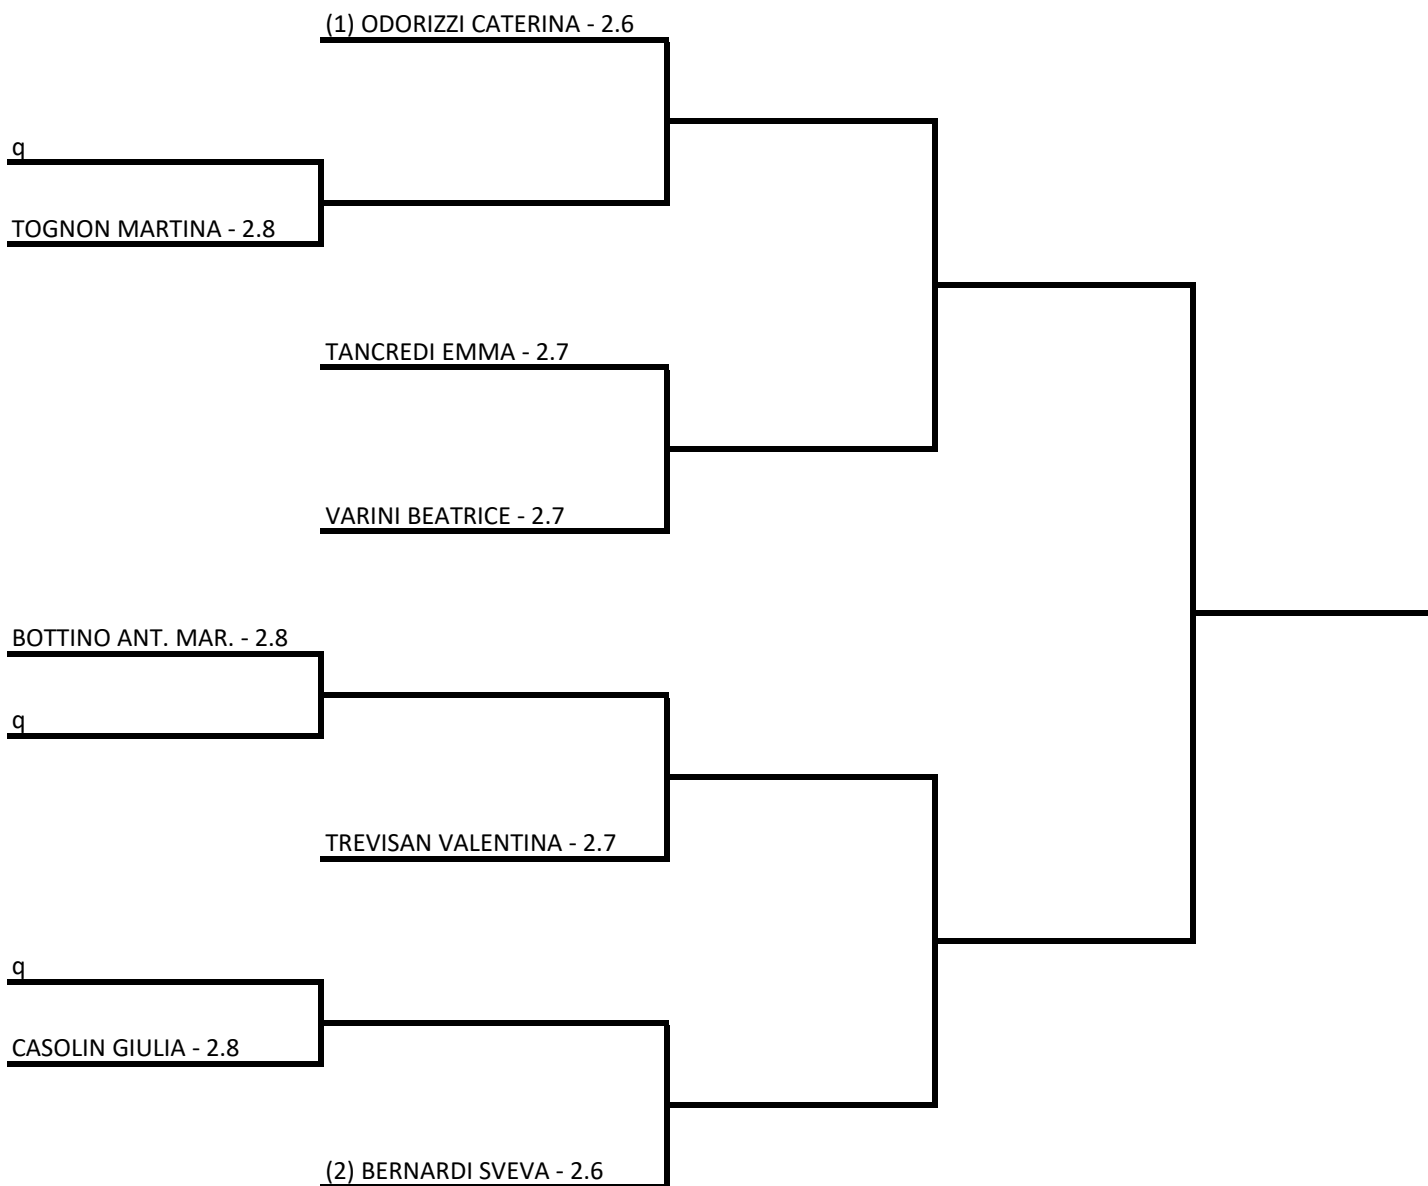 (1) ODORIZZI CATERINA - 2.6
q
TOGNON MARTINA - 2.8
TANCREDI EMMA - 2.7
VARINI BEATRICE - 2.7
BOTTINO ANT. MAR. - 2.8
q
TREVISAN VALENTINA - 2.7
q
CASOLIN GIULIA - 2.8
(2) BERNARDI SVEVA - 2.6